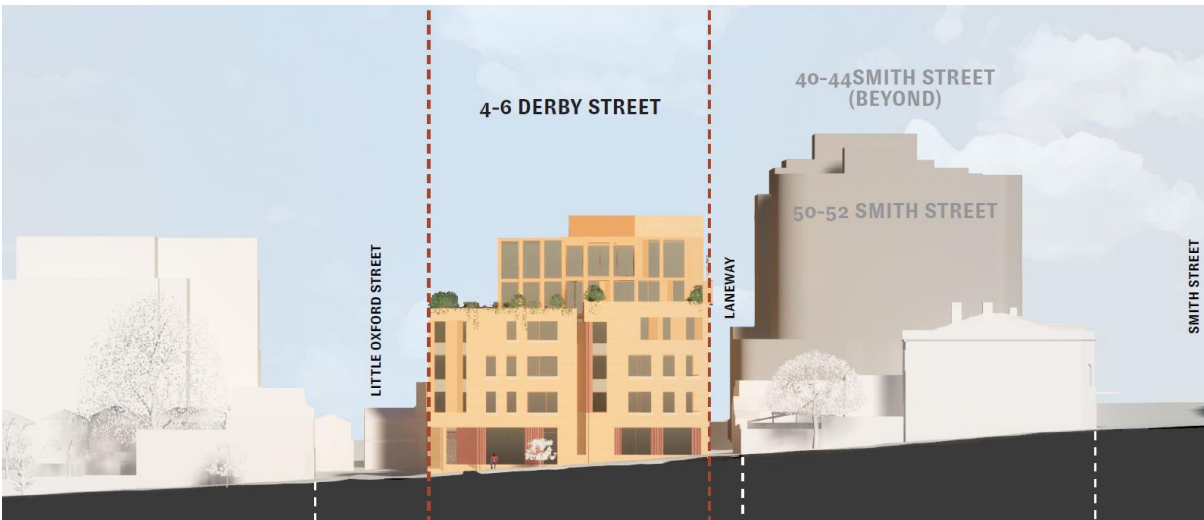 4-6 DERBY STREET
40-44SMITH STREET
(BEYOND)
50-52 SMITH STREET
LITTLE OXFORD STREET
LANEWAY
SMITH STREET